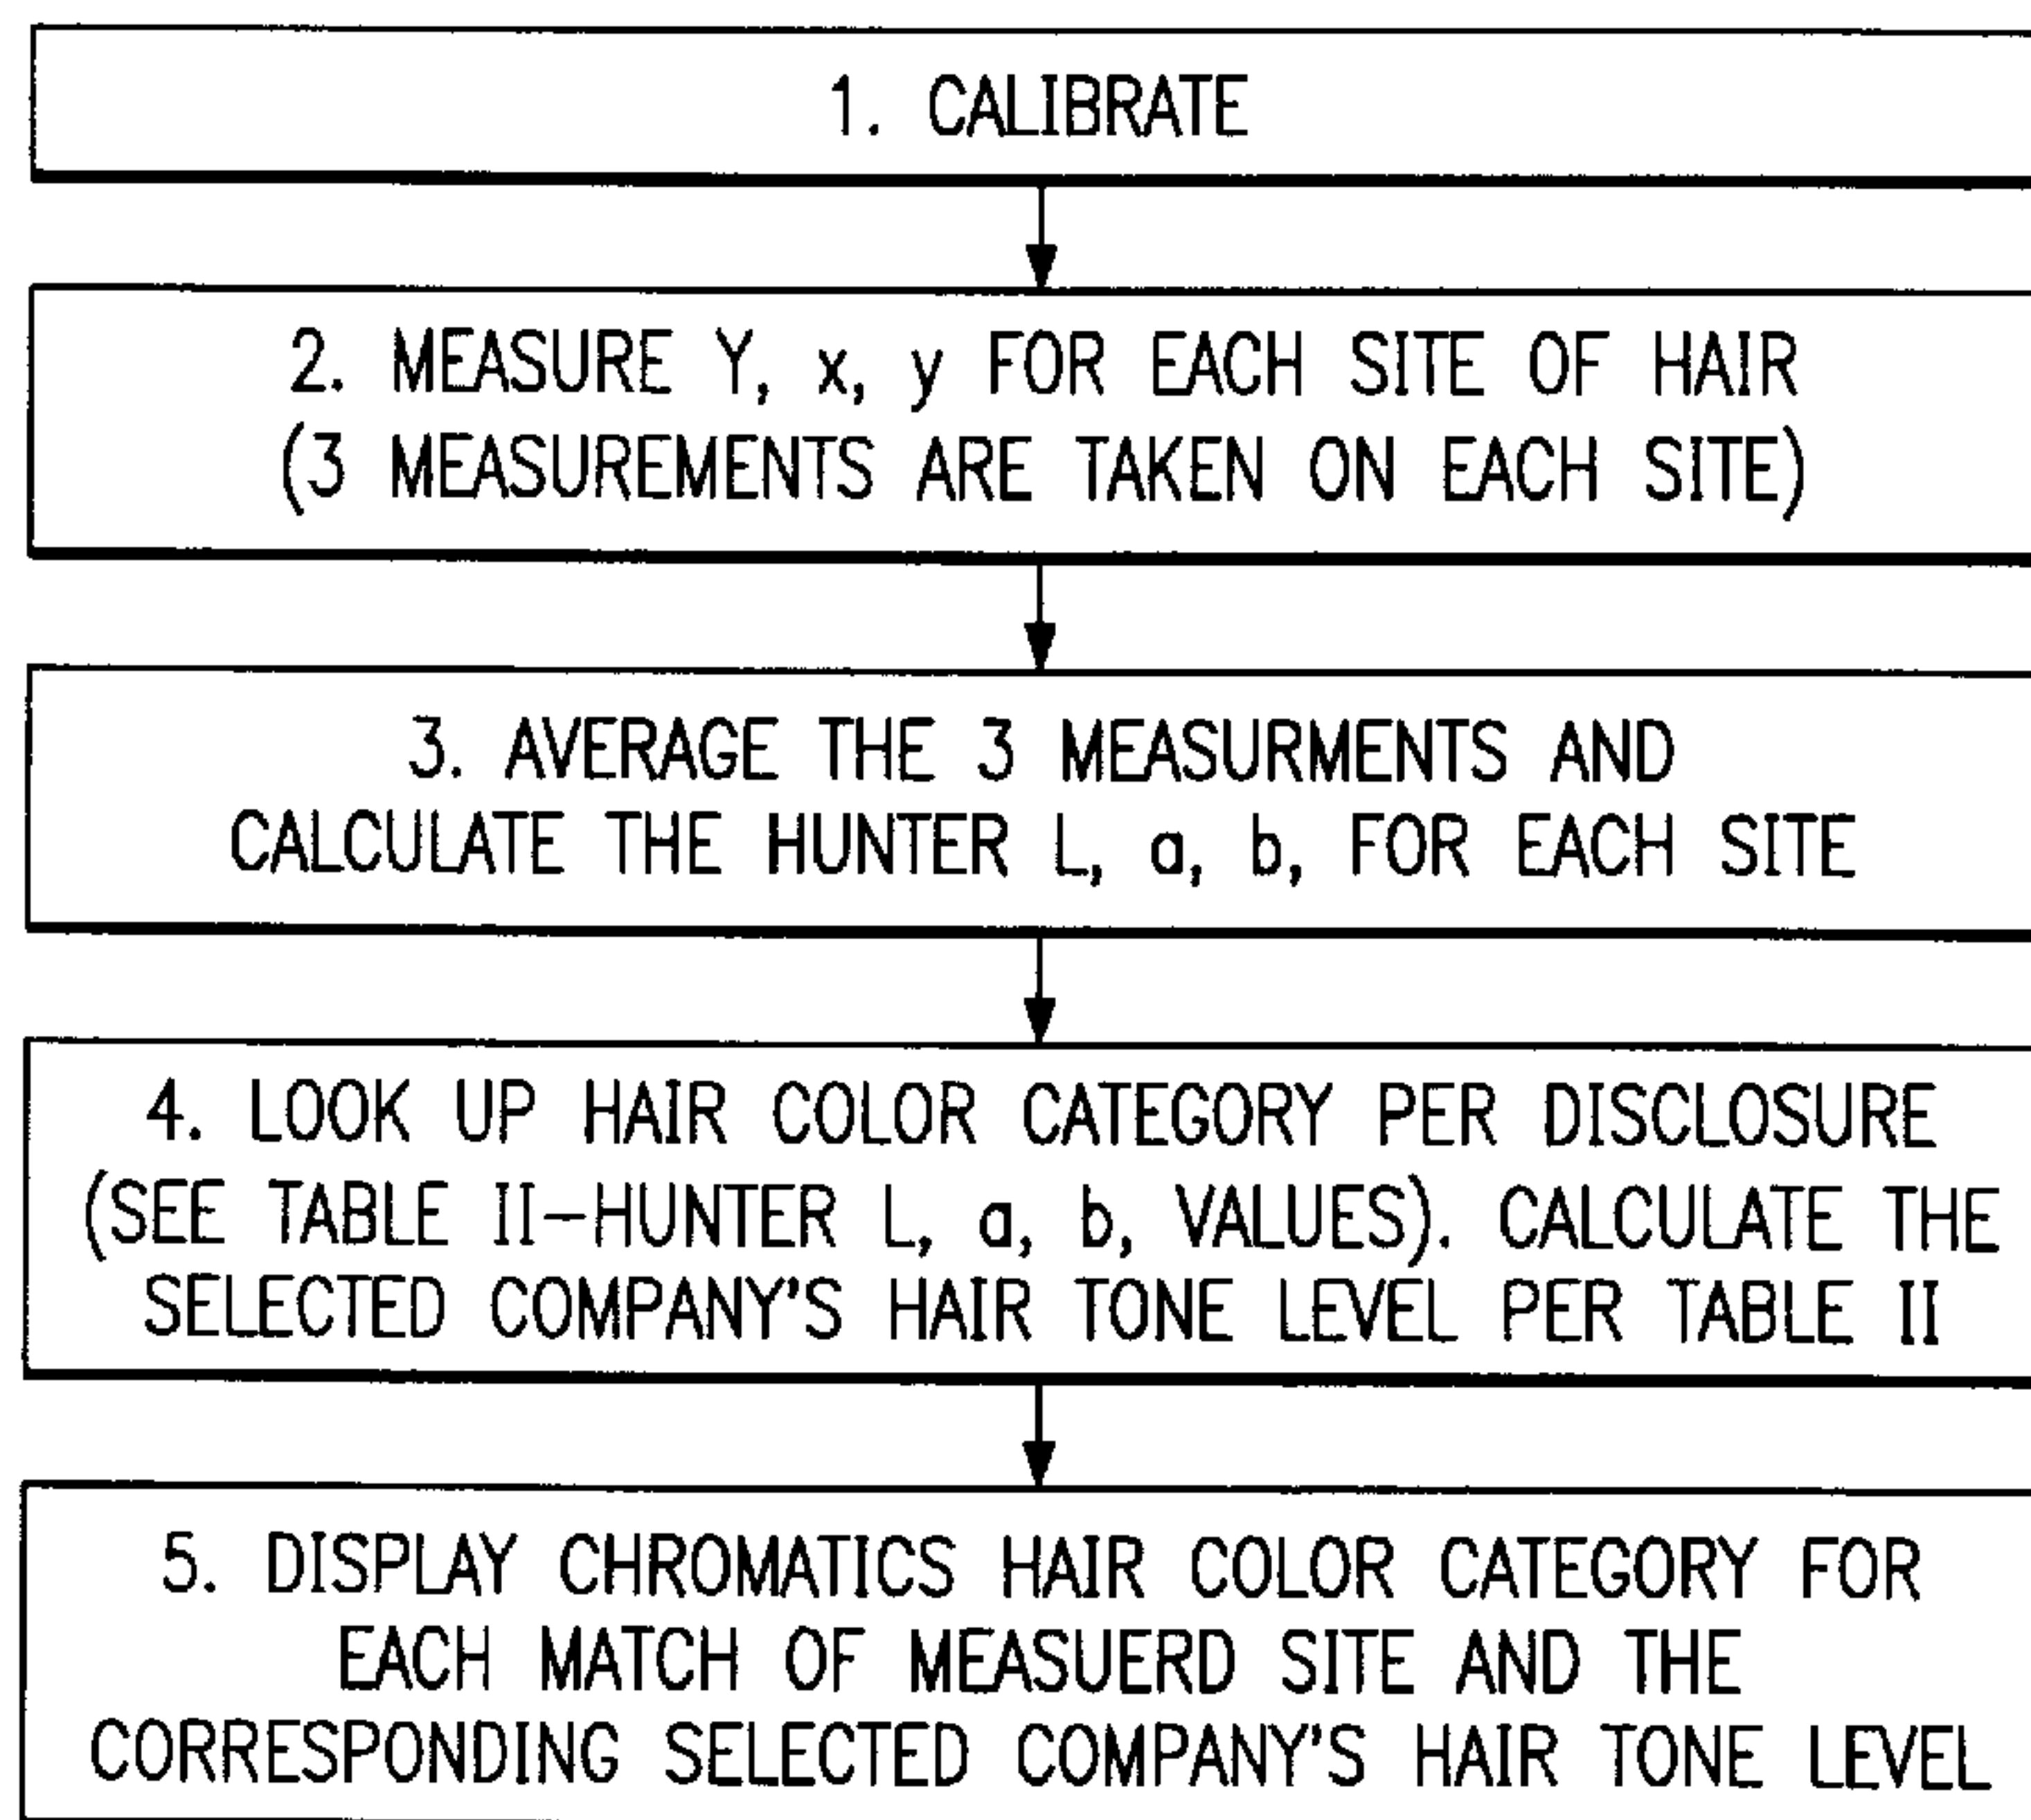 1. CALIBRATE
2. MEASURE Y, x, y FOR EACH SITE OF HAIR
(3 MEASUREMENTS ARE TAKEN ON EACH SITE)
3. AVERAGE THE 3 MEASURMENTS AND
CALCULATE THE HUNTER L, a, b, FOR EACH SITE
4. LOOK UP HAIR COLOR CATEGORY PER DISCLOSURE
(SEE TABLE II-HUNTER L, a, b, VALUES). CALCULATE THE
SELECTED COMPANY'S HAIR TONE LEVEL PER TABLE II
5. DISPLAY CHROMATICS HAIR COLOR CATEGORY FOR
EACH MATCH OF MEASUERD SITE AND THE
CORRESPONDING SELECTED COMPANY'S HAIR TONE LEVEL